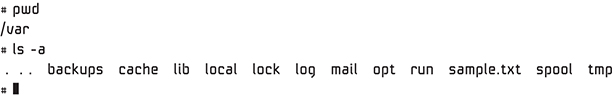 # pwd
/var
# ls -a
. .. backups cache lib local lock log mail opt run sample.txt spool tmp
#